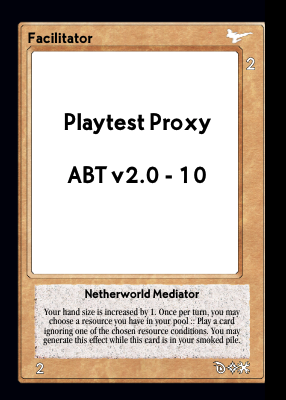 Facilitator
2
Playtest Proxy
ABT v2.0 - 10
Netherworld Mediator
Your hand size is increased by 1. Once per turn, you may
choose a resource you have in your pool :: Play a card
ignoring one of the chosen resource conditions. You may
generate this effect while this card is in your smoked pile.
2